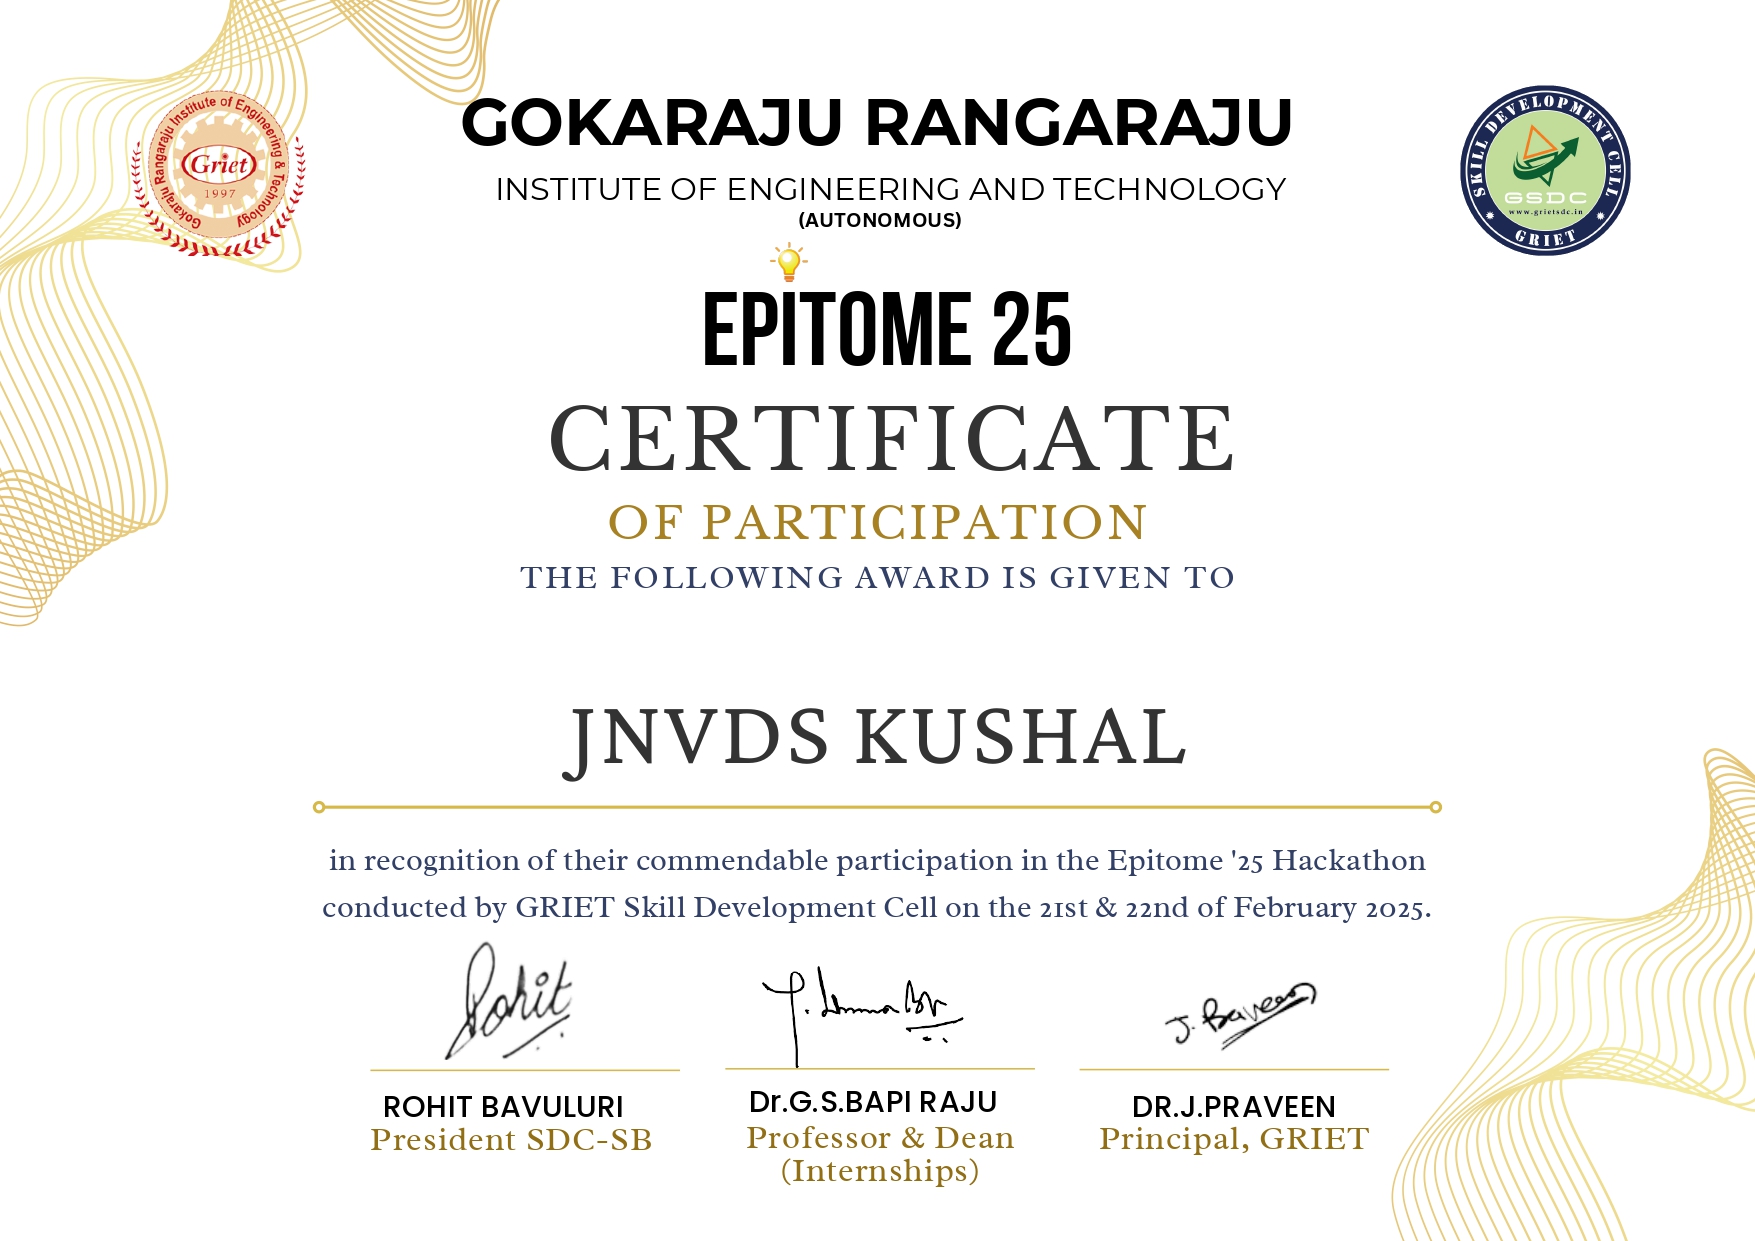 Gokaraju Rangaraju Institute of Engineering & Technology
Griet
1997
GOKARAJU RANGARAJU
INSTITUTE OF ENGINEERING AND TECHNOLOGY
(AUTONOMOUS)
SKILL DEVELOPMENT CELL
GSDC
www.grietsdc.in
GRIET
EPITOME 25
CERTIFICATE
OF PARTICIPATION
THE FOLLOWING AWARD IS GIVEN TO
JNVDS KUSHAL
in recognition of their commendable participation in the Epitome '25 Hackathon
conducted by GRIET Skill Development Cell on the 21st & 22nd of February 2025.
Rohit
J. Praveen
ROHIT BAVULURI
President SDC-SB
Dr.G.S.BAPI RAJU
Professor & Dean
(Internships)
DR.J.PRAVEEN
Principal, GRIET